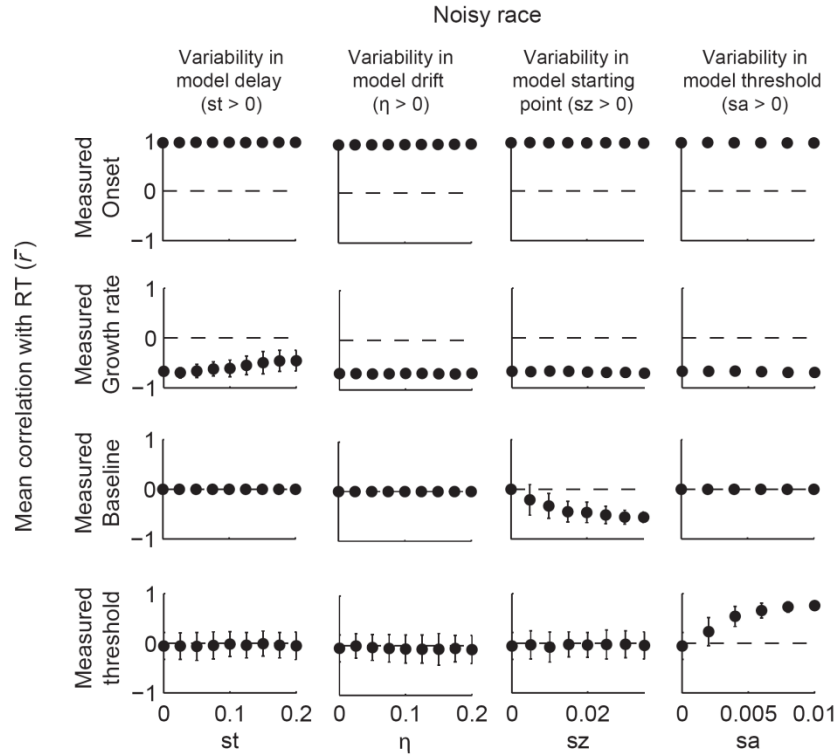 Noisy race
Variability in
model delay
(st > 0)
Variability in
model drift
(η > 0)
Variability in
model starting
point (sz > 0)
Variability in
model threshold
(sa > 0)
Mean correlation with RT (r̄)
Measured
Onset
1
0
−1
Measured
Growth rate
1
0
−1
Measured
Baseline
1
0
−1
Measured
threshold
1
0
−1
0 0.1 0.2
st
0 0.1 0.2
η
0 0.02
sz
0 0.005 0.01
sa